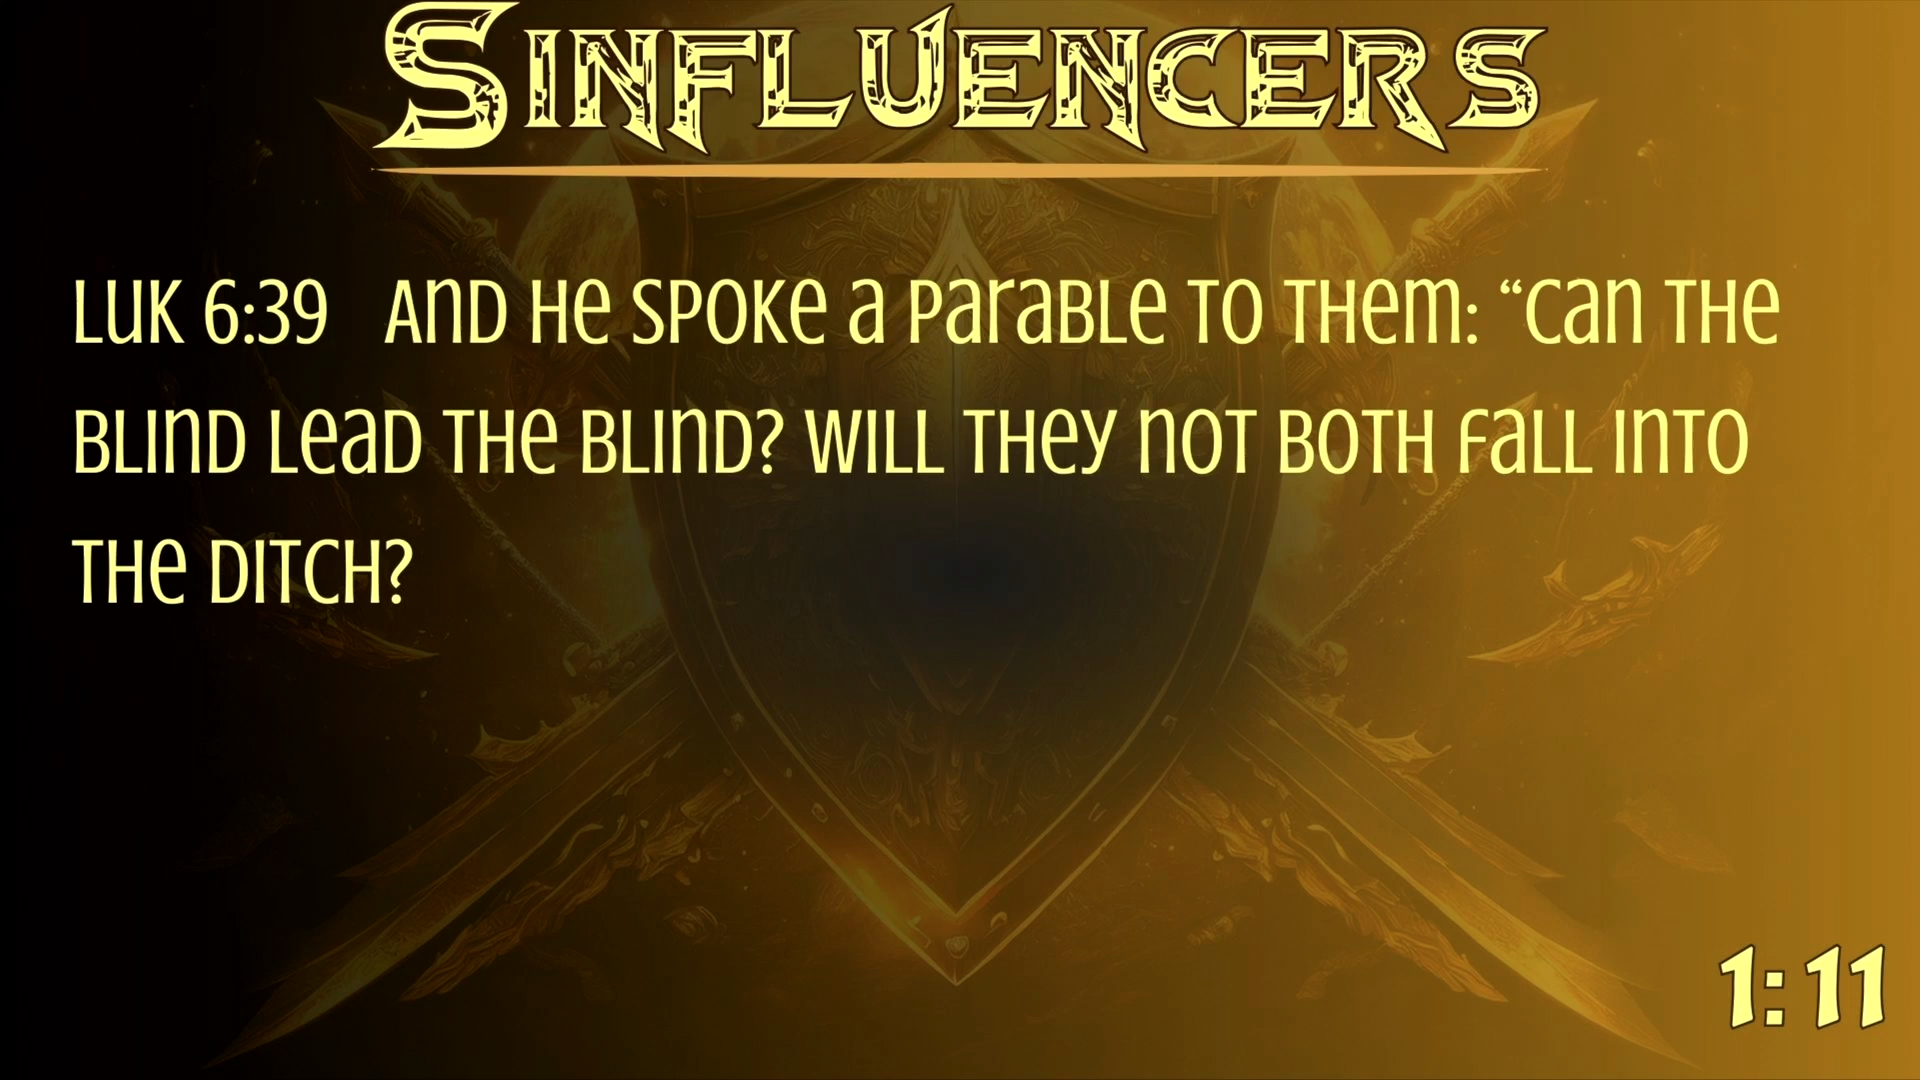 Sinfluencers
Luk 6:39 And He spoke a parable to them: “Can the
blind lead the blind? Will they not both fall into
the ditch?
1:11